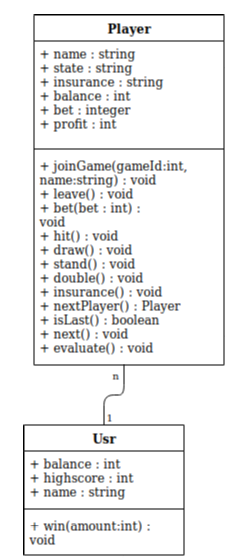 Player
+ name : string
+ state : string
+ insurance : string
+ balance : int
+ bet : integer
+ profit : int
+ joinGame(gameId:int,
name:string) : void
+ leave() : void
+ bet(bet : int) :
void
+ hit() : void
+ draw() : void
+ stand() : void
+ double() : void
+ insurance() : void
+ nextPlayer() : Player
+ isLast() : boolean
+ next() : void
+ evaluate() : void
n
1
Usr
+ balance : int
+ highscore : int
+ name : string
+ win(amount:int) :
void